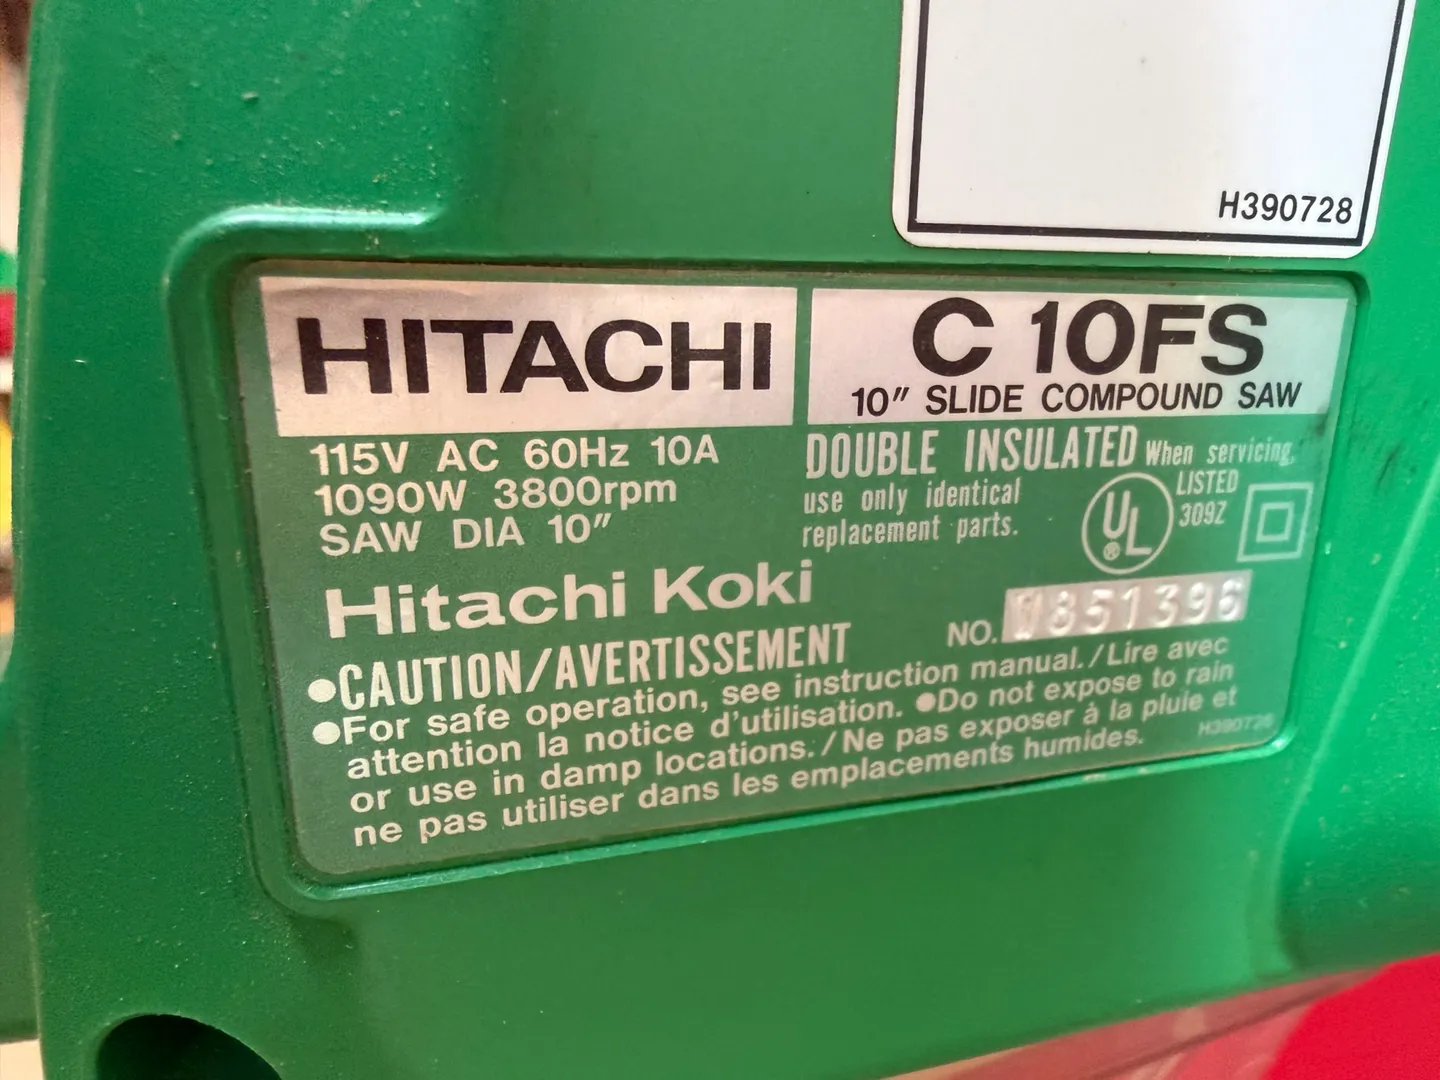 H390728
HITACHI
C 10FS
10" SLIDE COMPOUND SAW
115V AC 60Hz 10A
1090W 3800rpm
SAW DIA 10"
DOUBLE INSULATED When servicing,
use only identical
replacement parts.
UL
®
LISTED
309Z
Hitachi Koki
NO. 851396
●CAUTION/AVERTISSEMENT
●For safe operation, see instruction manual./Lire avec
attention la notice d'utilisation. ●Do not expose to rain
or use in damp locations./Ne pas exposer à la pluie et
ne pas utiliser dans les emplacements humides.